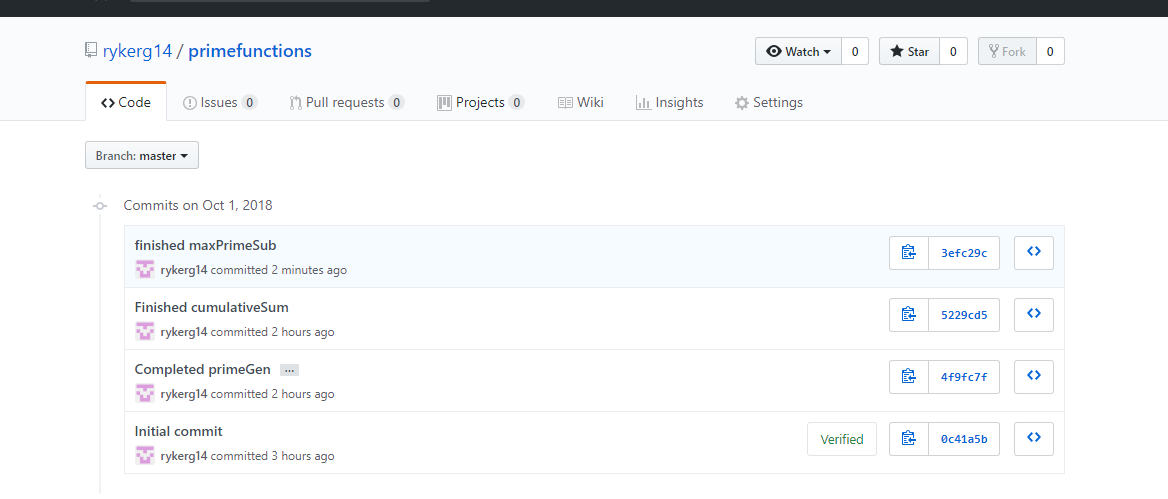 rykerg14 / primefunctions
Watch 0 Star 0 Fork 0
Code Issues 0 Pull requests 0 Projects 0 Wiki Insights Settings
Branch: master
Commits on Oct 1, 2018
finished maxPrimeSub
rykerg14 committed 2 minutes ago
3efc29c
Finished cumulativeSum
rykerg14 committed 2 hours ago
5229cd5
Completed primeGen ...
rykerg14 committed 2 hours ago
4f9fc7f
Initial commit
rykerg14 committed 3 hours ago
Verified 0c41a5b